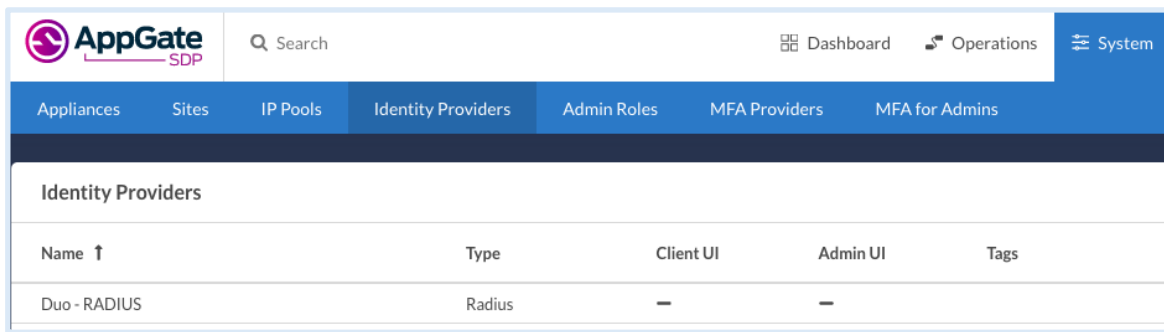 AppGate
SDP
Search
Dashboard
Operations
System
Appliances
Sites
IP Pools
Identity Providers
Admin Roles
MFA Providers
MFA for Admins
Identity Providers
Name ↑ Type Client UI Admin UI Tags
Duo - RADIUS Radius – –